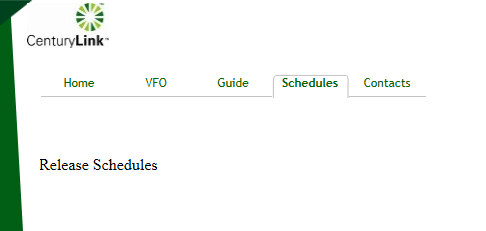 CenturyLink™
Home VFO Guide Schedules Contacts
Release Schedules